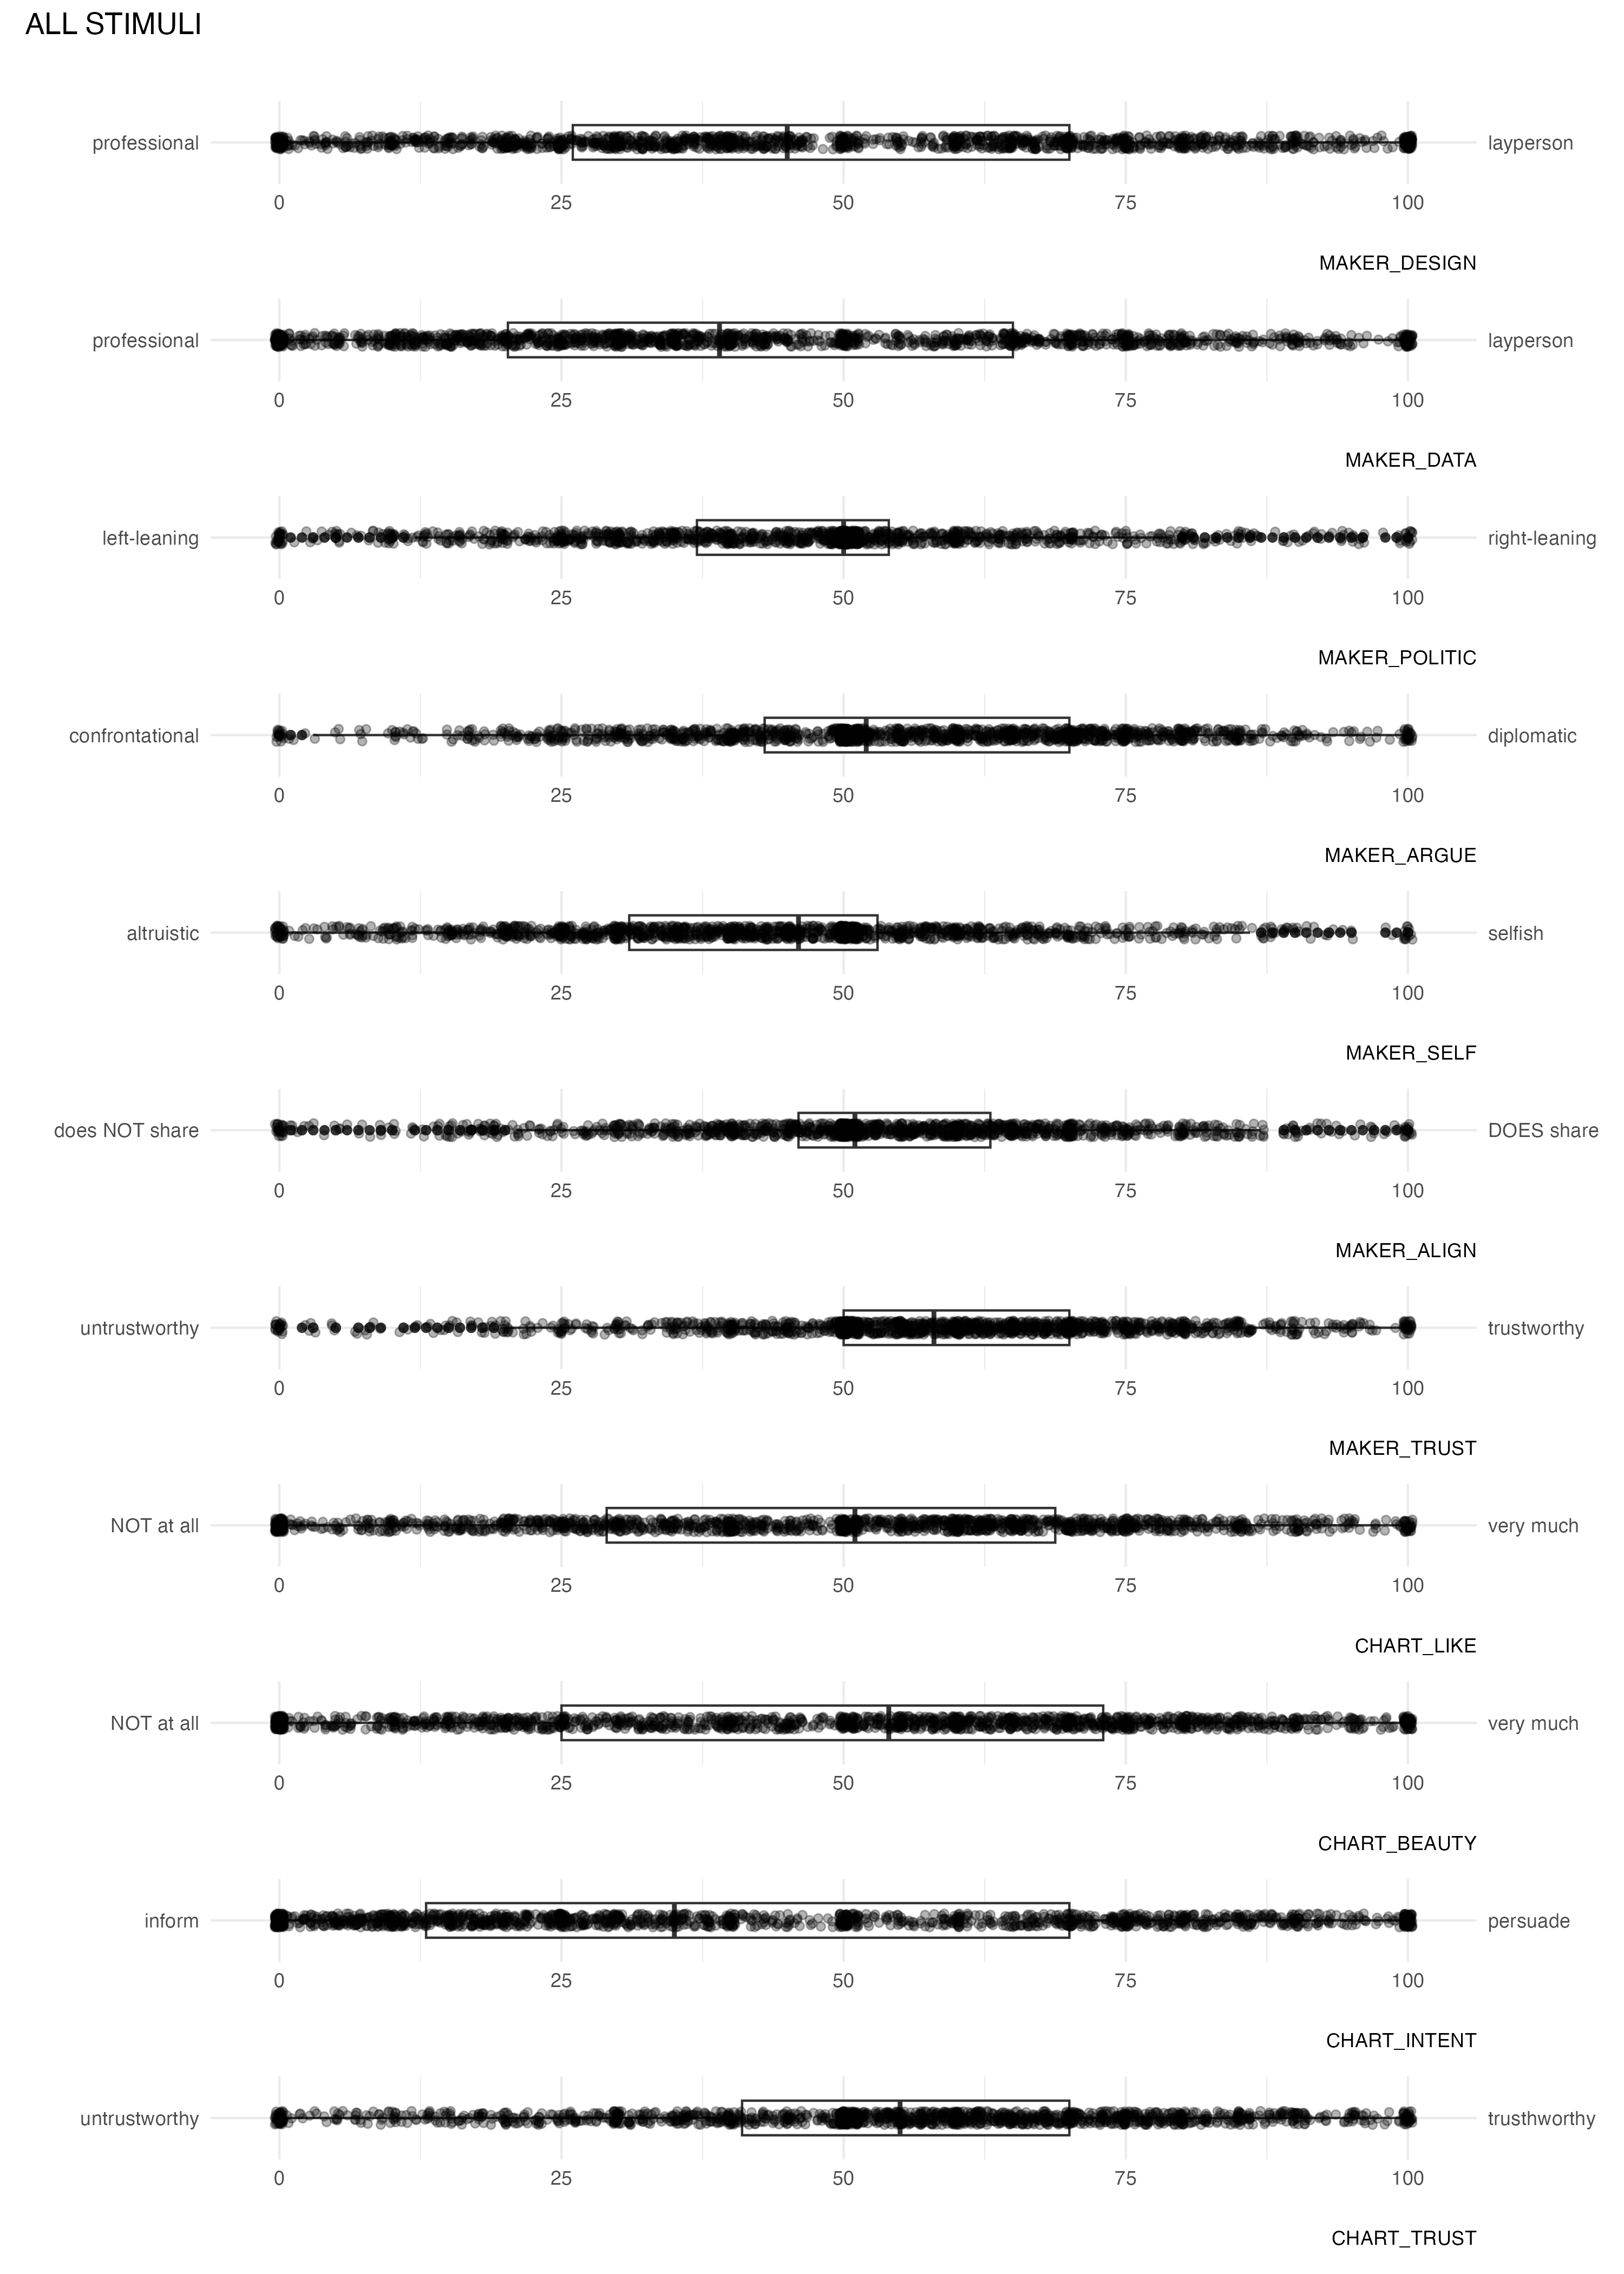 ALL STIMULI
professional layperson
0 25 50 75 100
MAKER_DESIGN
professional layperson
0 25 50 75 100
MAKER_DATA
left-leaning right-leaning
0 25 50 75 100
MAKER_POLITIC
confrontational diplomatic
0 25 50 75 100
MAKER_ARGUE
altruistic selfish
0 25 50 75 100
MAKER_SELF
does NOT share DOES share
0 25 50 75 100
MAKER_ALIGN
untrustworthy trustworthy
0 25 50 75 100
MAKER_TRUST
NOT at all very much
0 25 50 75 100
CHART_LIKE
NOT at all very much
0 25 50 75 100
CHART_BEAUTY
inform persuade
0 25 50 75 100
CHART_INTENT
untrustworthy trusthworthy
0 25 50 75 100
CHART_TRUST